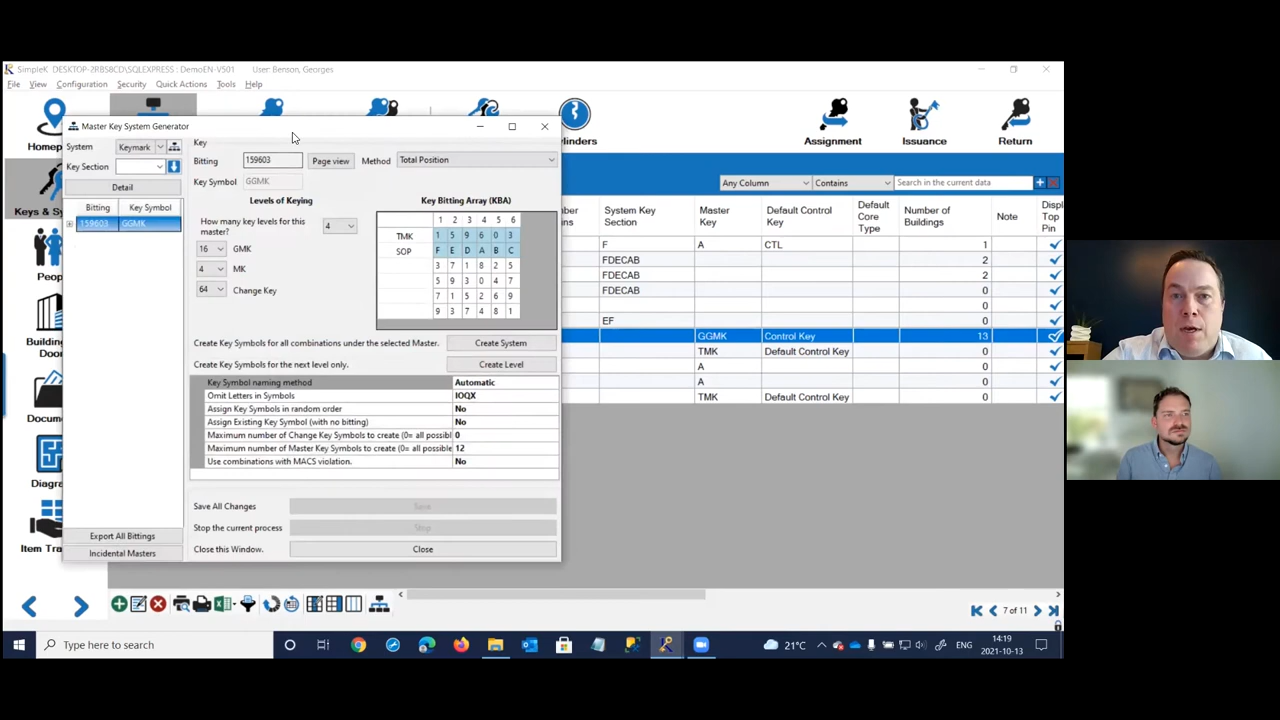 SimpleK DESKTOP-2RBS8CD\SQLEXPRESS : DemoEN-V501 User: Benson, Georges
File View Configuration Security Quick Actions Tools Help
Homep
Assignment
Issuance
Return
Master Key System Generator
System Keymark
Key Section
Detail
Bitting Key Symbol
159603 GGMK
Export All Bittings
Incidental Masters
Key
Bitting 159603 Page view Method Total Position
Key Symbol GGMK
Levels of Keying
How many key levels for this master? 4
16 GMK
4 MK
64 Change Key
Key Bitting Array (KBA)
1 2 3 4 5 6
TMK 1 5 9 6 0 3
SOP F E D A B C
3 7 1 8 2 5
5 9 3 0 4 7
7 1 5 2 6 9
9 3 7 4 8 1
Create Key Symbols for all combinations under the selected Master. Create System
Create Key Symbols for the next level only. Create Level
Key Symbol naming method Automatic
Omit Letters in Symbols IOQX
Assign Key Symbols in random order No
Assign Existing Key Symbol (with no bitting) No
Maximum number of Change Key Symbols to create (0= all possibl 0
Maximum number of Master Key Symbols to create (0= all possible 12
Use combinations with MACS violation. No
Save All Changes Save
Stop the current process Stop
Close this Window. Close
Keys & Sy
Peop
Building
Doo
Docum
Diagra
Item Tra
linders
Any Column Contains Search in the current data
System Key Section Master Key Default Control Key Default Core Type Number of Buildings Note Displ Top Pin
F A CTL 1
FDECAB 2
FDECAB 2
FDECAB 0
0
EF 0
GGMK Control Key 13
TMK Default Control Key 0
A 0
A 0
TMK Default Control Key 0
7 of 11
Type here to search
21°C
ENG
14:19
2021-10-13